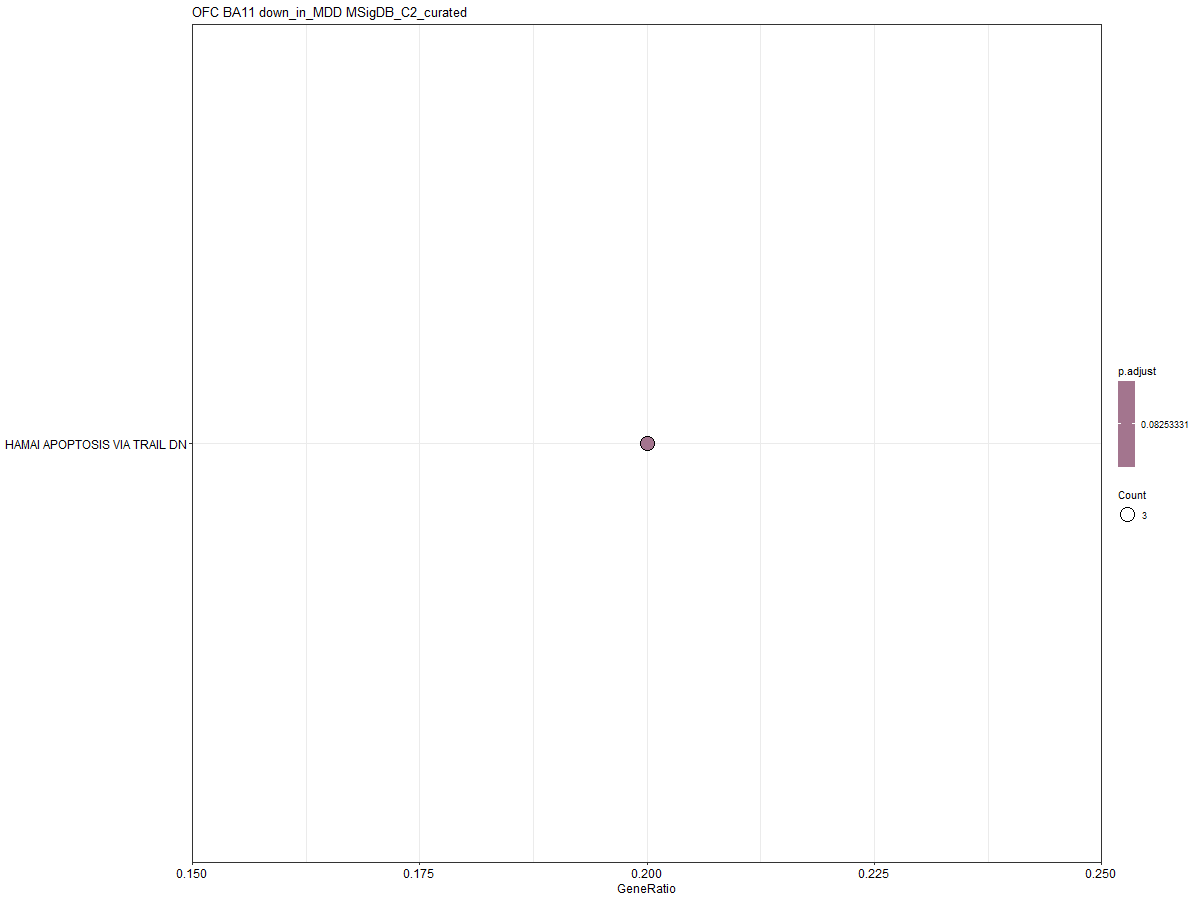 OFC BA11 down_in_MDD MSigDB_C2_curated
HAMAI APOPTOSIS VIA TRAIL DN
p.adjust
0.08253331
Count
3
0.150 0.175 0.200 0.225 0.250
GeneRatio